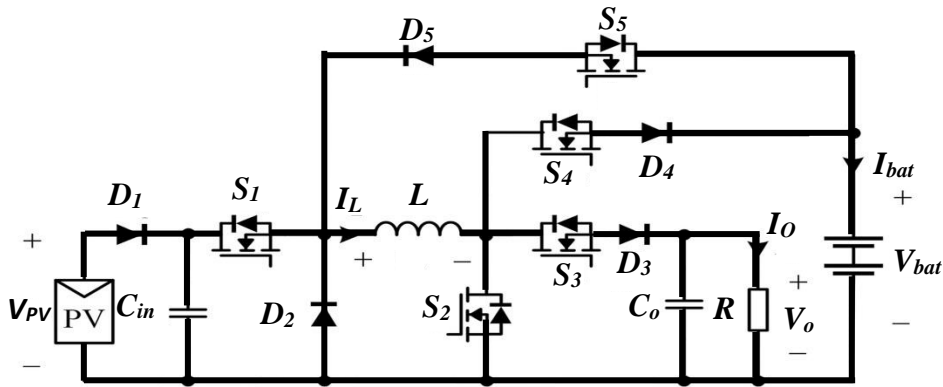 D5
S5
S4
D4
Ibat
D1
S1
IL
L
IO
+
+
−
S3
D3
+
Vbat
VPV
PV
Cin
D2
S2
Co
R
+
Vo
−
−
−